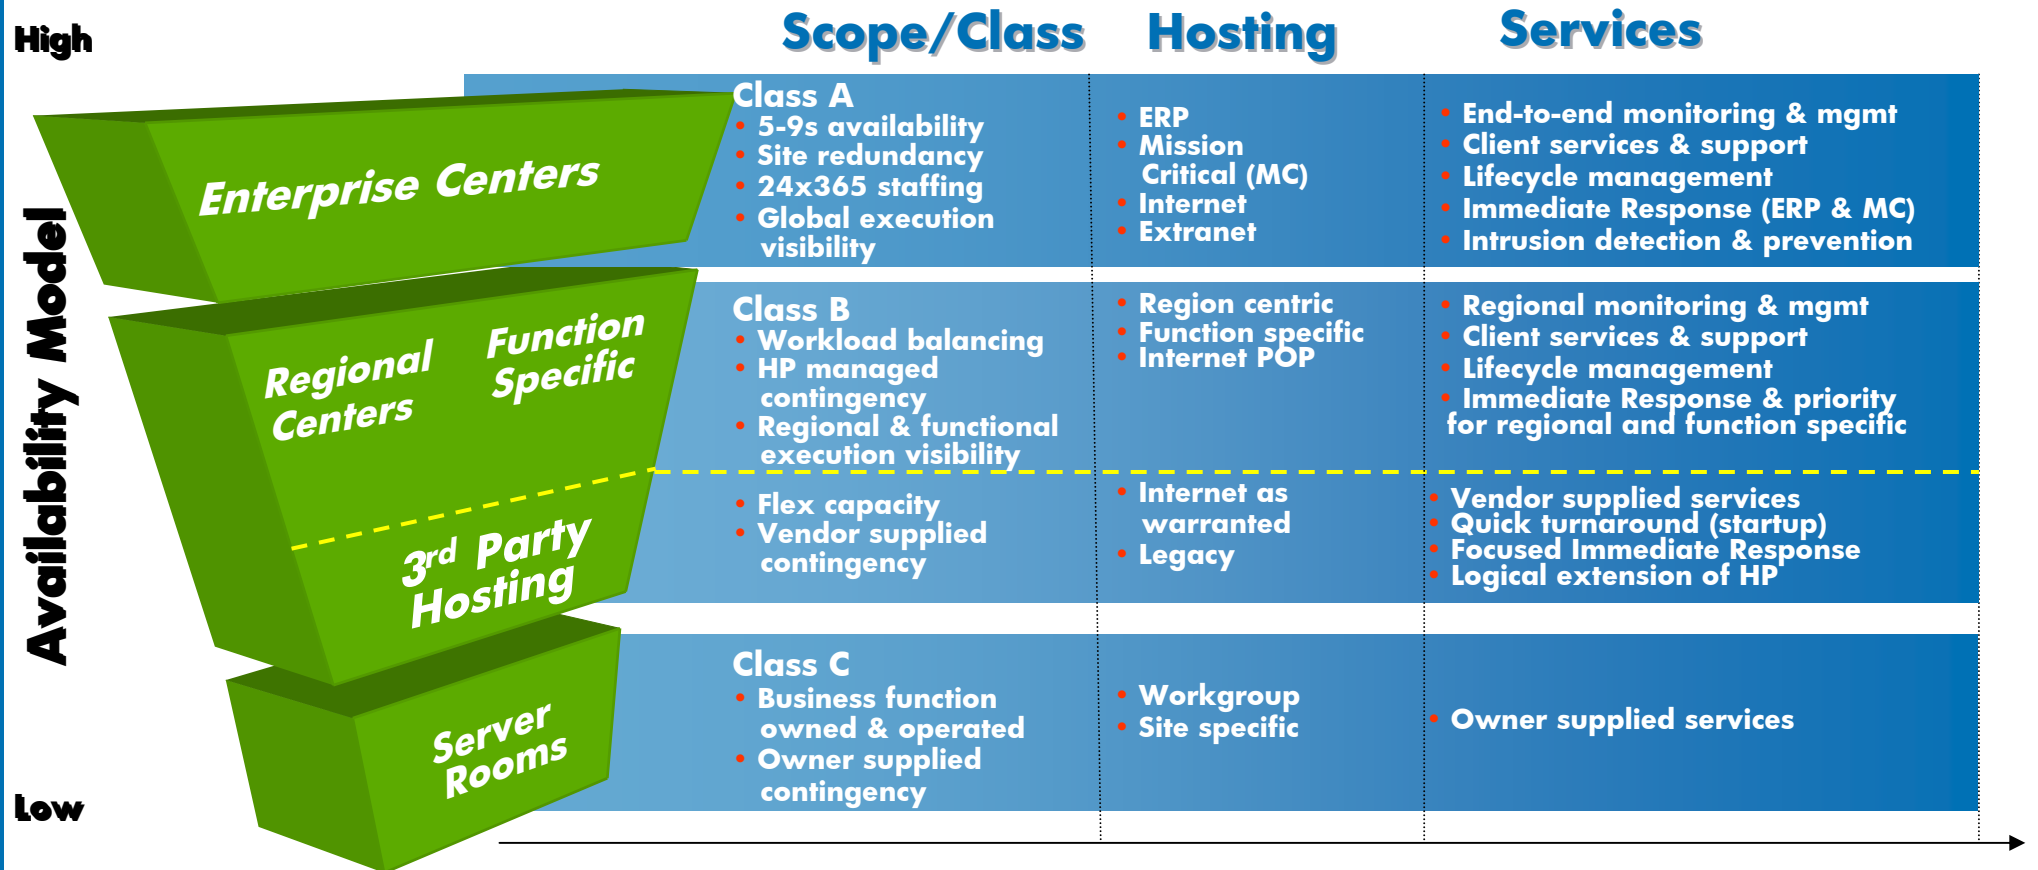 High
Scope/Class
Hosting
Services
Availability Model
Enterprise Centers
Class A
• 5-9s availability
• Site redundancy
• 24x365 staffing
• Global execution
visibility
• ERP
• Mission
Critical (MC)
• Internet
• Extranet
• End-to-end monitoring & mgmt
• Client services & support
• Lifecycle management
• Immediate Response (ERP & MC)
• Intrusion detection & prevention
Regional
Centers
Function
Specific
Class B
• Workload balancing
• HP managed
contingency
• Regional & functional
execution visibility
• Region centric
• Function specific
• Internet POP
• Regional monitoring & mgmt
• Client services & support
• Lifecycle management
• Immediate Response & priority
for regional and function specific
3rd Party
Hosting
• Flex capacity
• Vendor supplied
contingency
• Internet as
warranted
• Legacy
• Vendor supplied services
• Quick turnaround (startup)
• Focused Immediate Response
• Logical extension of HP
Server
Rooms
Class C
• Business function
owned & operated
• Owner supplied
contingency
• Workgroup
• Site specific
• Owner supplied services
Low